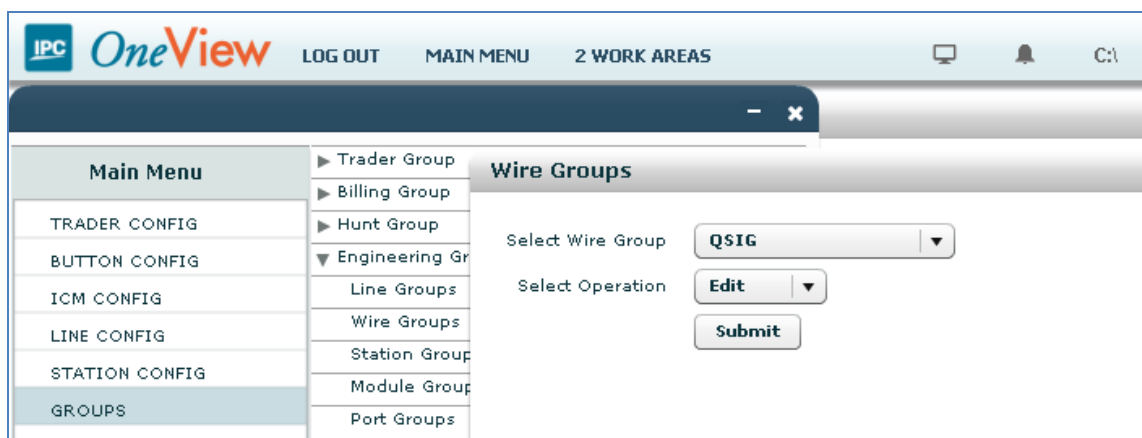 IPC OneView LOG OUT MAIN MENU 2 WORK AREAS C:\
Main Menu
TRADER CONFIG
BUTTON CONFIG
ICM CONFIG
LINE CONFIG
STATION CONFIG
GROUPS
Trader Group
Billing Group
Hunt Group
Engineering Gr
Line Groups
Wire Groups
Station Group
Module Group
Port Groups
Wire Groups
Select Wire Group QSIG
Select Operation Edit
Submit